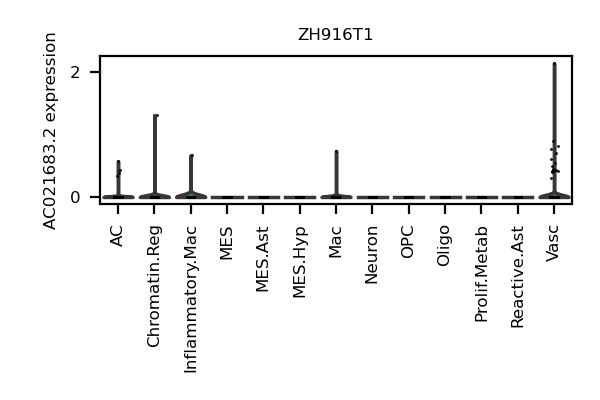 ZH916T1
AC021683.2 expression
2
0
AC
Chromatin.Reg
Inflammatory.Mac
MES
MES.Ast
MES.Hyp
Mac
Neuron
OPC
Oligo
Prolif.Metab
Reactive.Ast
Vasc